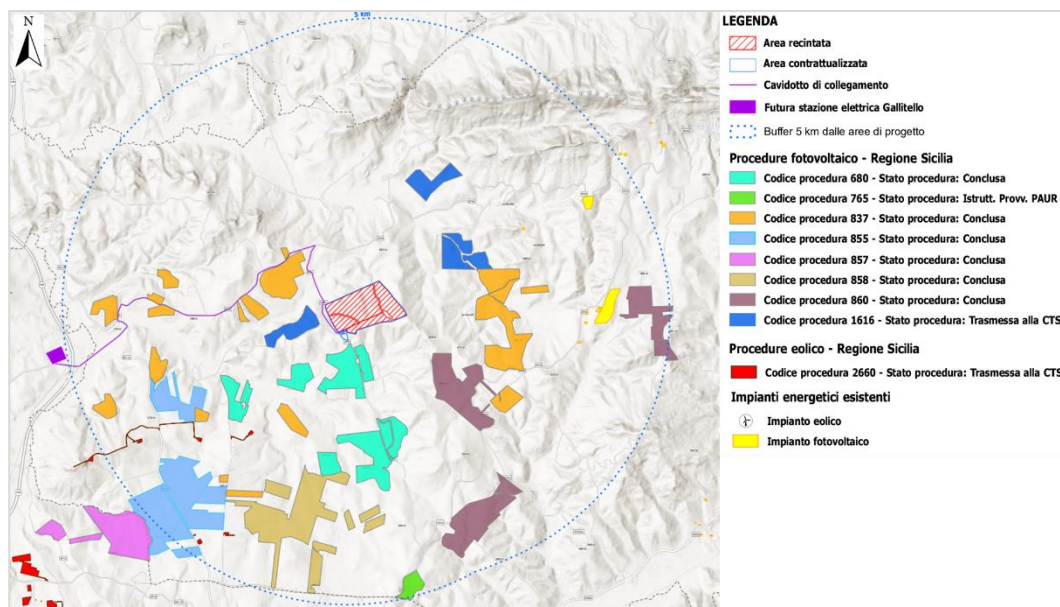 N
5 km
LEGENDA
Area recintata
Area contrattualizzata
Cavidotto di collegamento
Futura stazione elettrica Gallitello
Buffer 5 km dalle aree di progetto
Procedure fotovoltaico - Regione Sicilia
Codice procedura 680 - Stato procedura: Conclusa
Codice procedura 765 - Stato procedura: Istrutt. Provv. PAUR
Codice procedura 837 - Stato procedura: Conclusa
Codice procedura 855 - Stato procedura: Conclusa
Codice procedura 857 - Stato procedura: Conclusa
Codice procedura 858 - Stato procedura: Conclusa
Codice procedura 860 - Stato procedura: Conclusa
Codice procedura 1616 - Stato procedura: Trasmessa alla CTS
Procedure eolico - Regione Sicilia
Codice procedura 2660 - Stato procedura: Trasmessa alla CTS
Impianti energetici esistenti
Impianto eolico
Impianto fotovoltaico